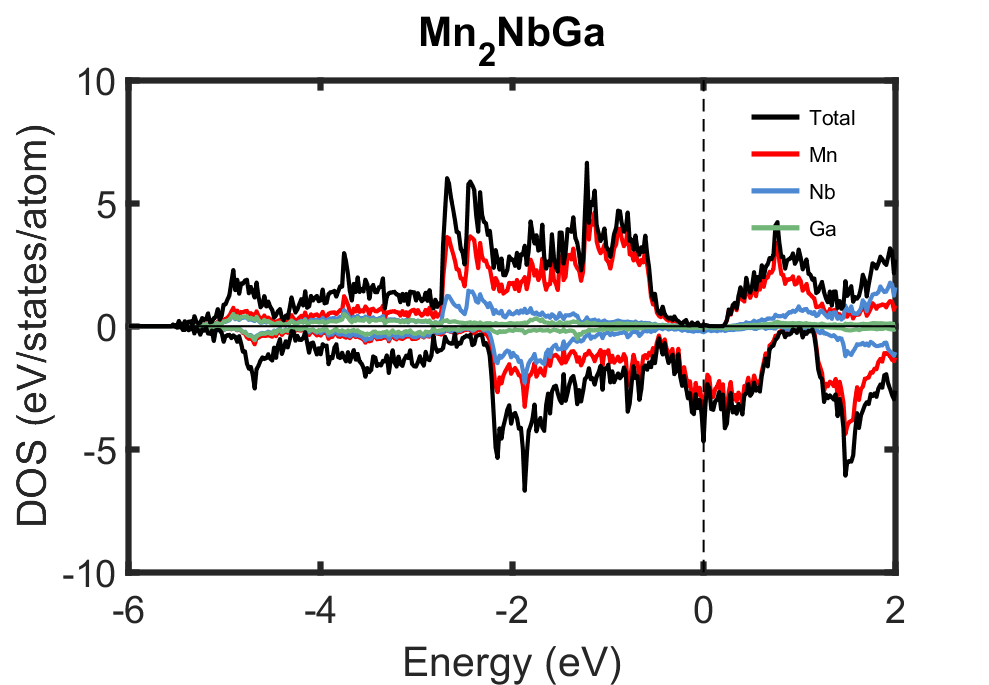 Mn₂NbGa
10
5
0
-5
-10
DOS (eV/states/atom)
Total
Mn
Nb
Ga
-6
-4
-2
0
2
Energy (eV)